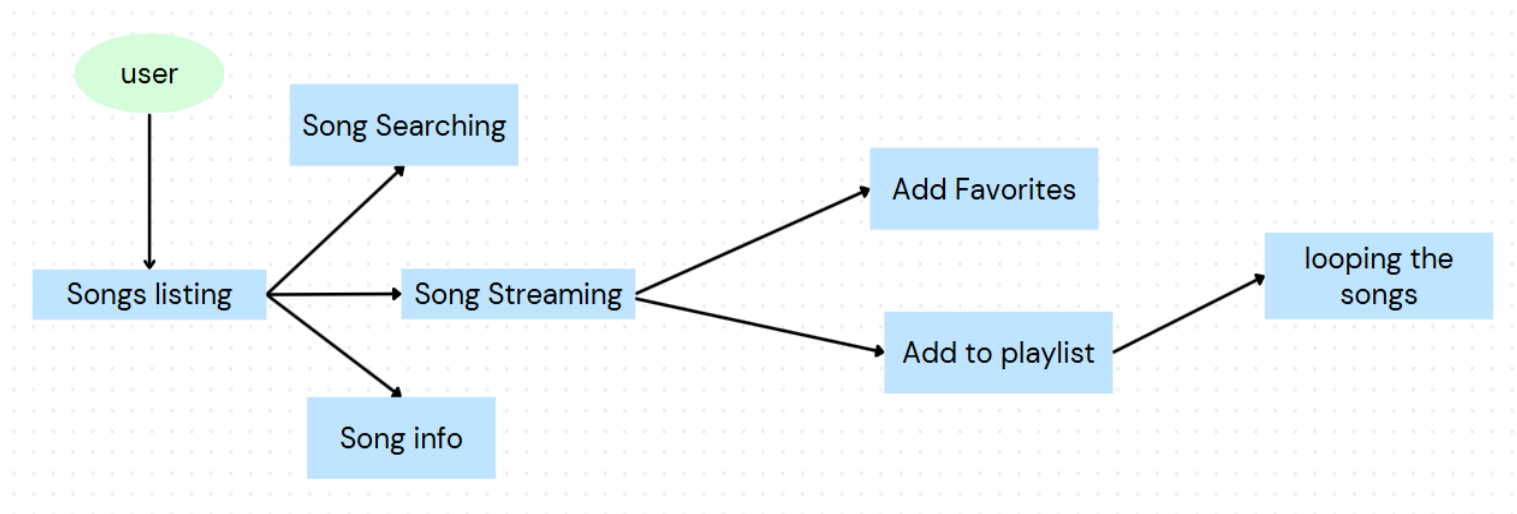 user
Song Searching
Add Favorites
looping the
songs
Songs listing
Song Streaming
Add to playlist
Song info